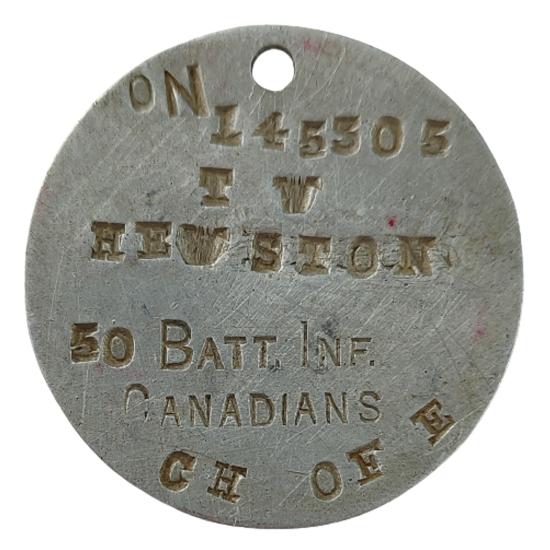 ON 145305
T W
HEWSTON
50 BATT. INF.
CANADIANS
CH OF E